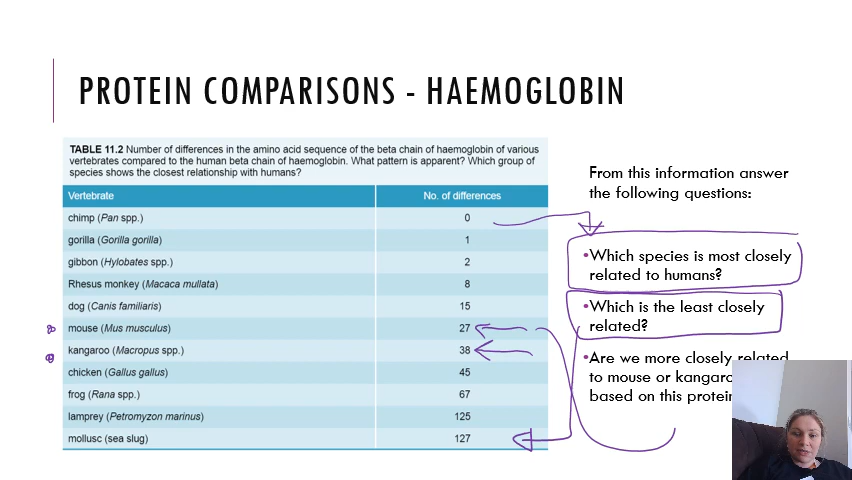 PROTEIN COMPARISONS - HAEMOGLOBIN
TABLE 11.2 Number of differences in the amino acid sequence of the beta chain of haemoglobin of various
vertebrates compared to the human beta chain of haemoglobin. What pattern is apparent? Which group of
species shows the closest relationship with humans?
Vertebrate No. of differences
chimp (Pan spp.) 0
gorilla (Gorilla gorilla) 1
gibbon (Hylobates spp.) 2
Rhesus monkey (Macaca mullata) 8
dog (Canis familiaris) 15
mouse (Mus musculus) 27
kangaroo (Macropus spp.) 38
chicken (Gallus gallus) 45
frog (Rana spp.) 67
lamprey (Petromyzon marinus) 125
mollusc (sea slug) 127
From this information answer
the following questions:
•Which species is most closely
related to humans?
•Which is the least closely
related?
•Are we more closely related
to mouse or kangaro
based on this protein